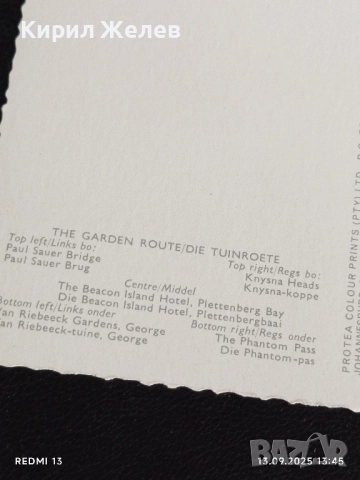 Кирил Желев
THE GARDEN ROUTE/DIE TUINROETE
Top left/Links bo:
Paul Sauer Bridge
Paul Sauer Brug
Top right/Regs bo:
Knysna Heads
Knysna-koppe
Centre/Middel
The Beacon Island Hotel, Plettenberg Bay
Die Beacon Island Hotel, Plettenbergbaai
Bottom left/Links onder
Van Riebeeck Gardens, George
Van Riebeeck-tuine, George
Bottom right/Regs onder
The Phantom Pass
Die Phantom-pas
PROTEA COLOUR PRINTS (PTY) LTD.
REDMI 13
13.09.2025 13:45
BAZAR